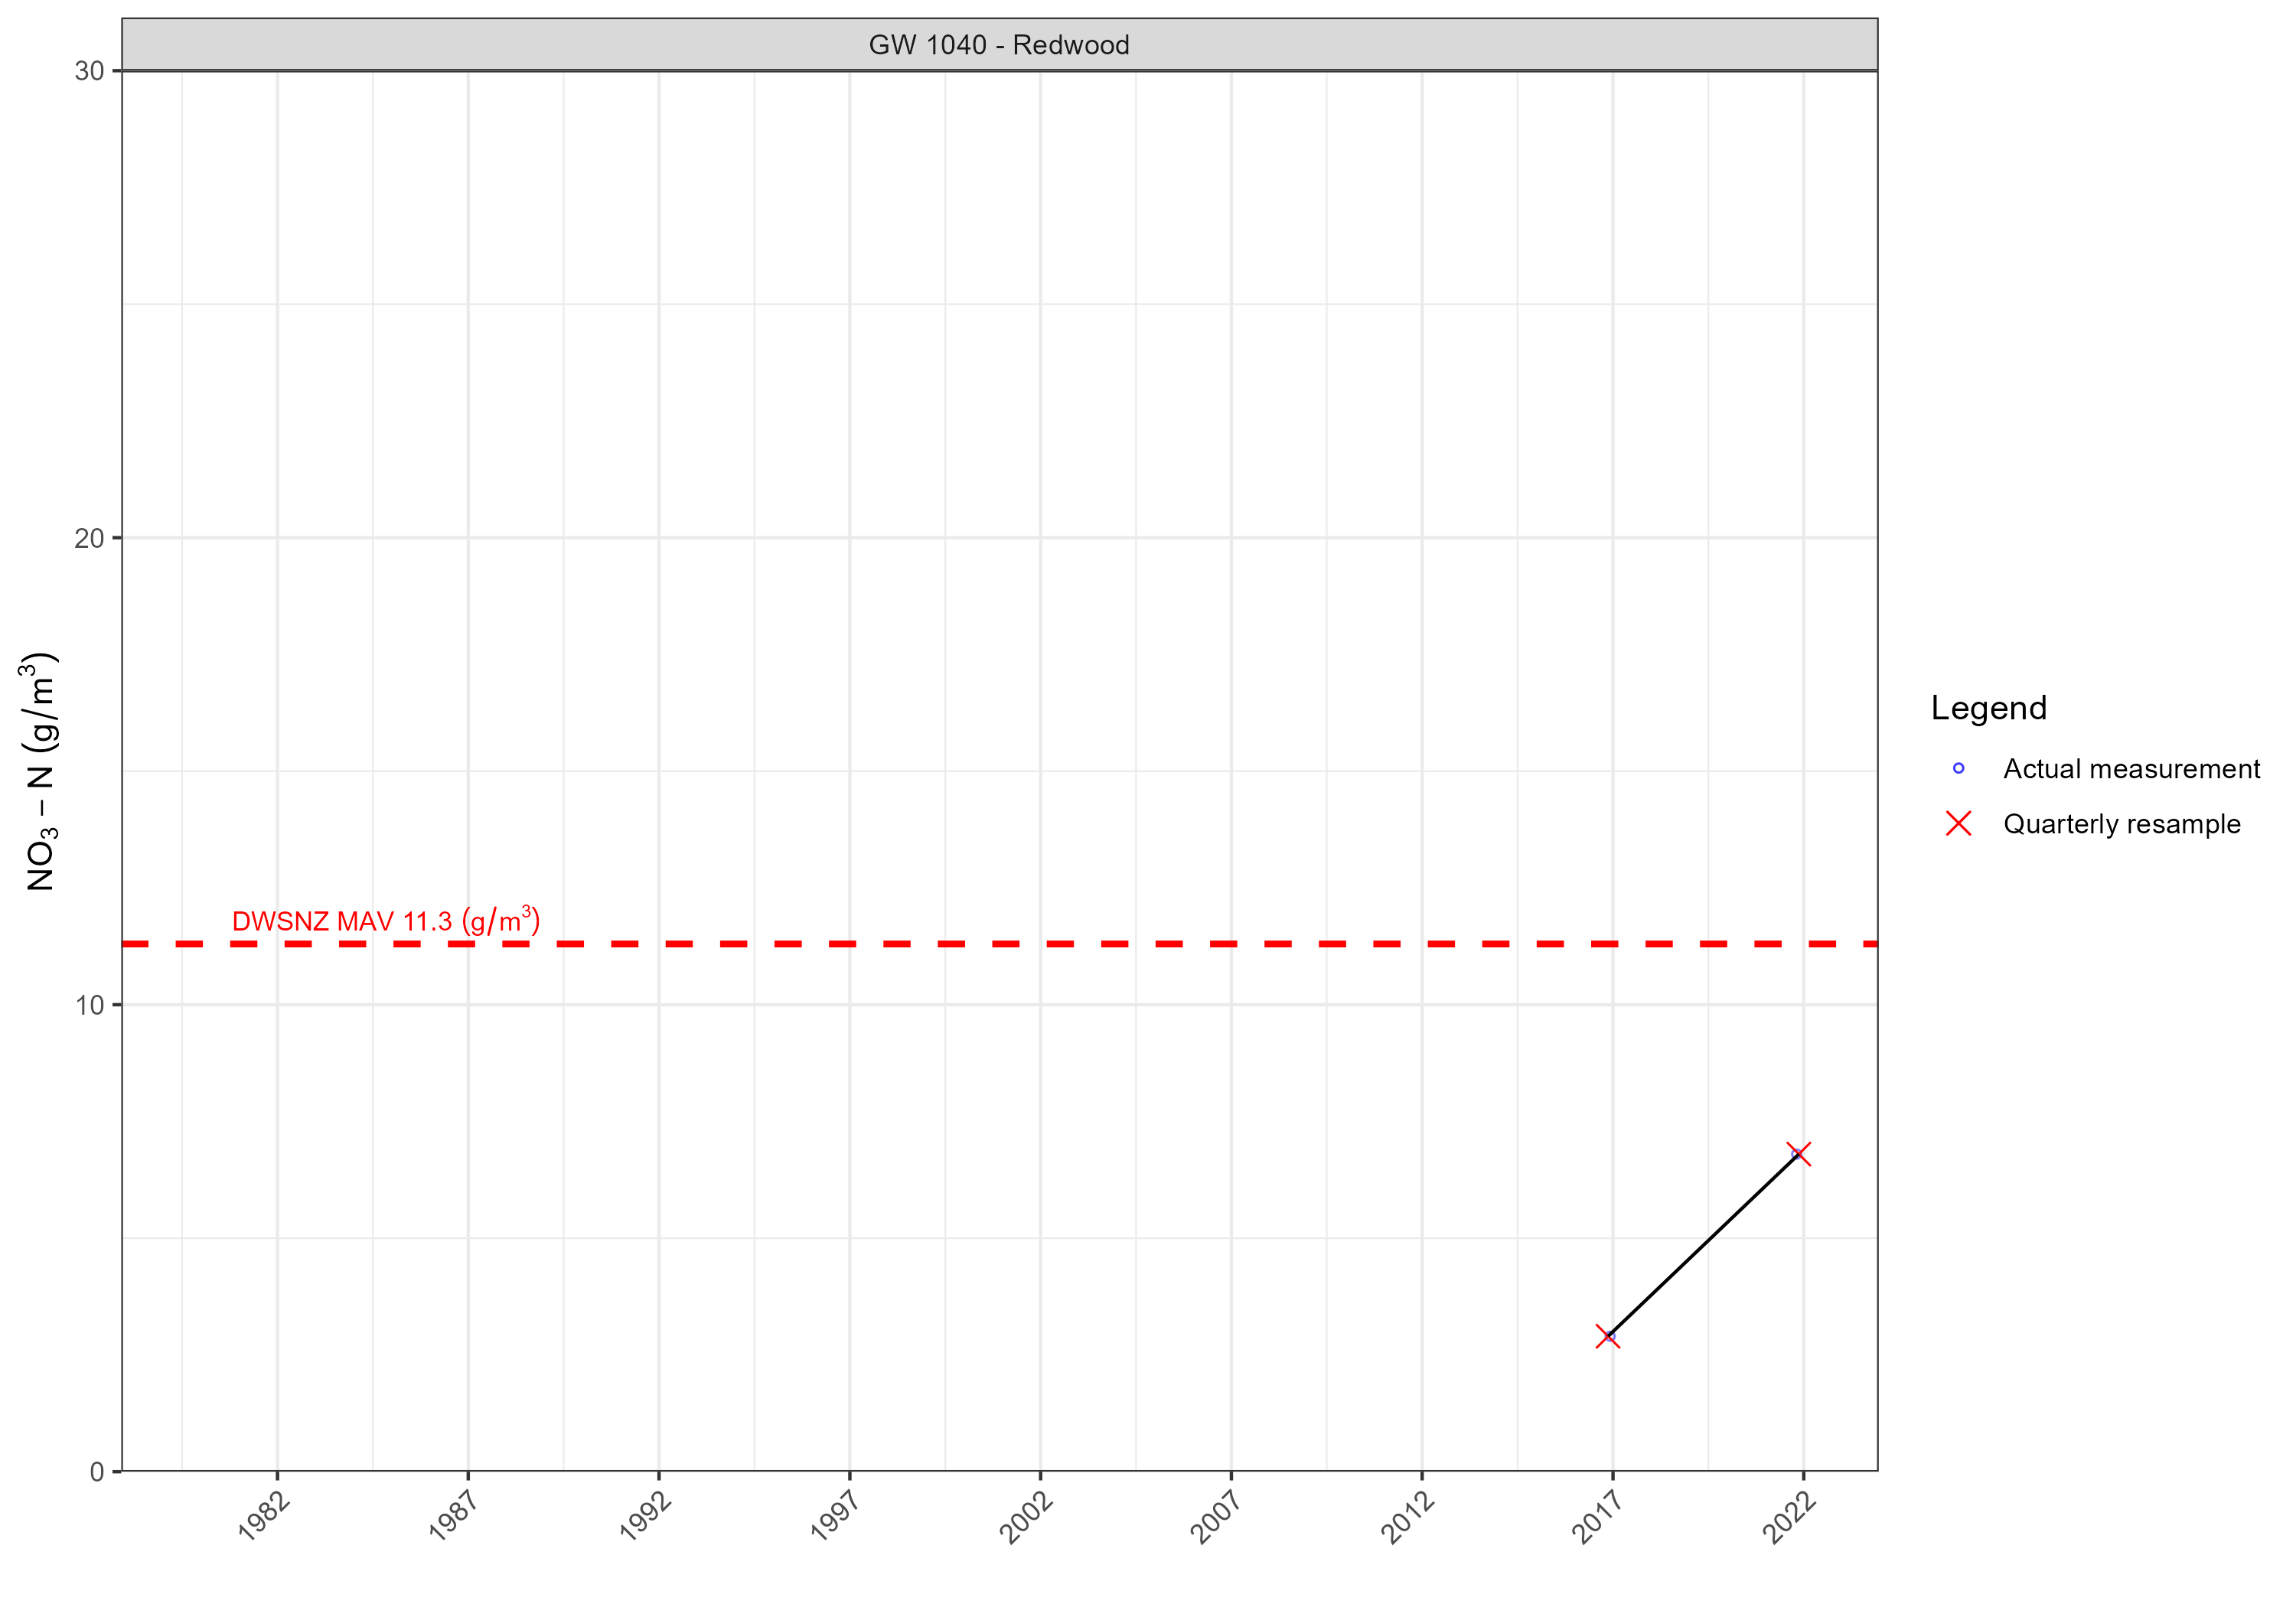 GW 1040 - Redwood
30
20
10
0
NO₃ – N (g/m³)
DWSNZ MAV 11.3 (g/m³)
1982
1987
1992
1997
2002
2007
2012
2017
2022
Legend
Actual measurement
Quarterly resample